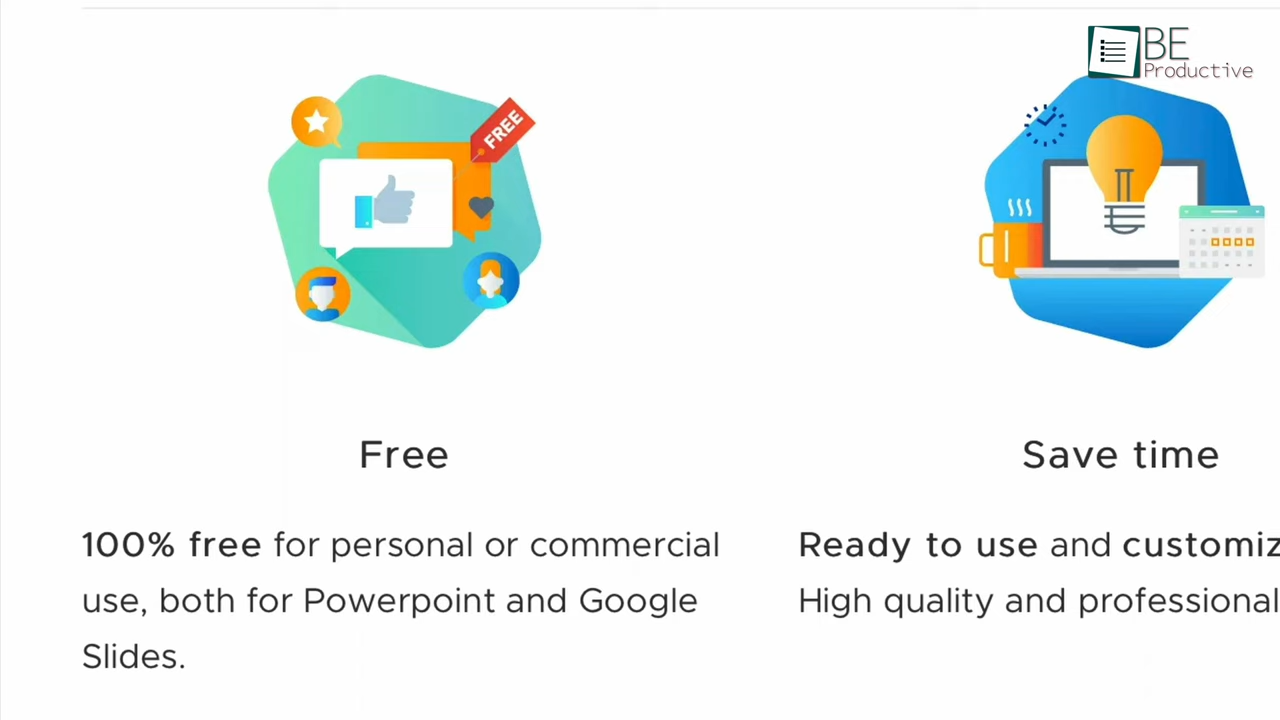 BE
Productive
FREE
Free
100% free for personal or commercial
use, both for Powerpoint and Google
Slides.
Save time
Ready to use and customiz
High quality and professional